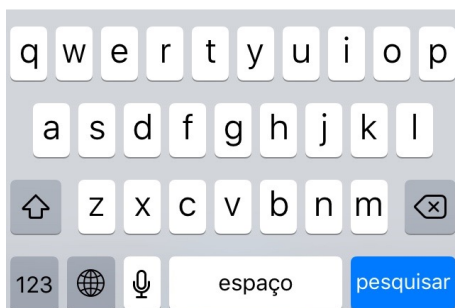 q w e r t y u i o p
a s d f g h j k l
z x c v b n m
123 espaço pesquisar